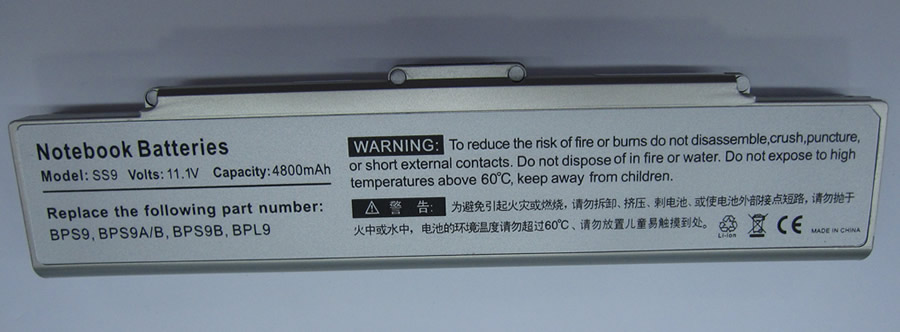 Notebook Batteries
Model: SS9 Volts: 11.1V Capacity: 4800mAh
Replace the following part number:
BPS9, BPS9A/B, BPS9B, BPL9
WARNING: To reduce the risk of fire or burns do not disassemble,crush,puncture,
or short external contacts. Do not dispose of in fire or water. Do not expose to high
temperatures above 60℃, keep away from children.
警 告: 为避免引起火灾或燃烧，请勿拆卸、挤压、刺电池、或使电池外部接点短路，请勿抛于
火中或水中，电池的环境温度请勿超过60℃、请勿放置儿童易触摸到处。
Li-ion
CE
MADE IN CHINA